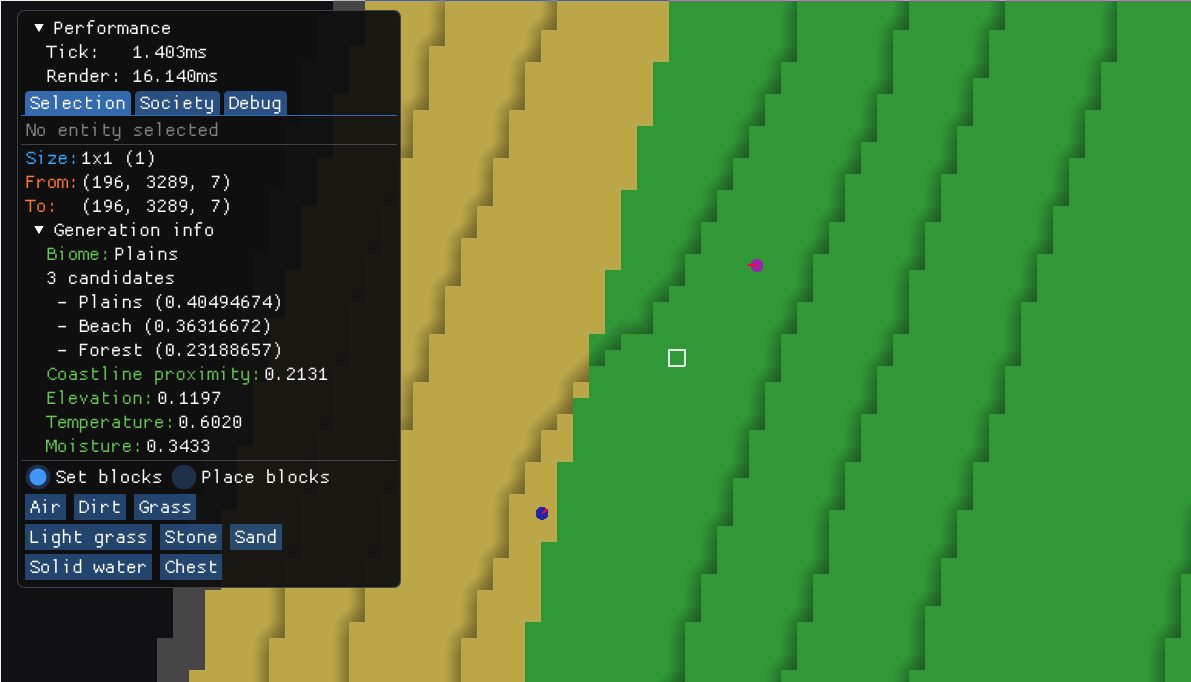 Performance
Tick: 1.403ms
Render: 16.140ms
Selection Society Debug
No entity selected
Size: 1x1 (1)
From: (196, 3289, 7)
To: (196, 3289, 7)
Generation info
Biome: Plains
3 candidates
- Plains (0.40494674)
- Beach (0.36316672)
- Forest (0.23188657)
Coastline proximity: 0.2131
Elevation: 0.1197
Temperature: 0.6020
Moisture: 0.3433
Set blocks Place blocks
Air Dirt Grass
Light grass Stone Sand
Solid water Chest